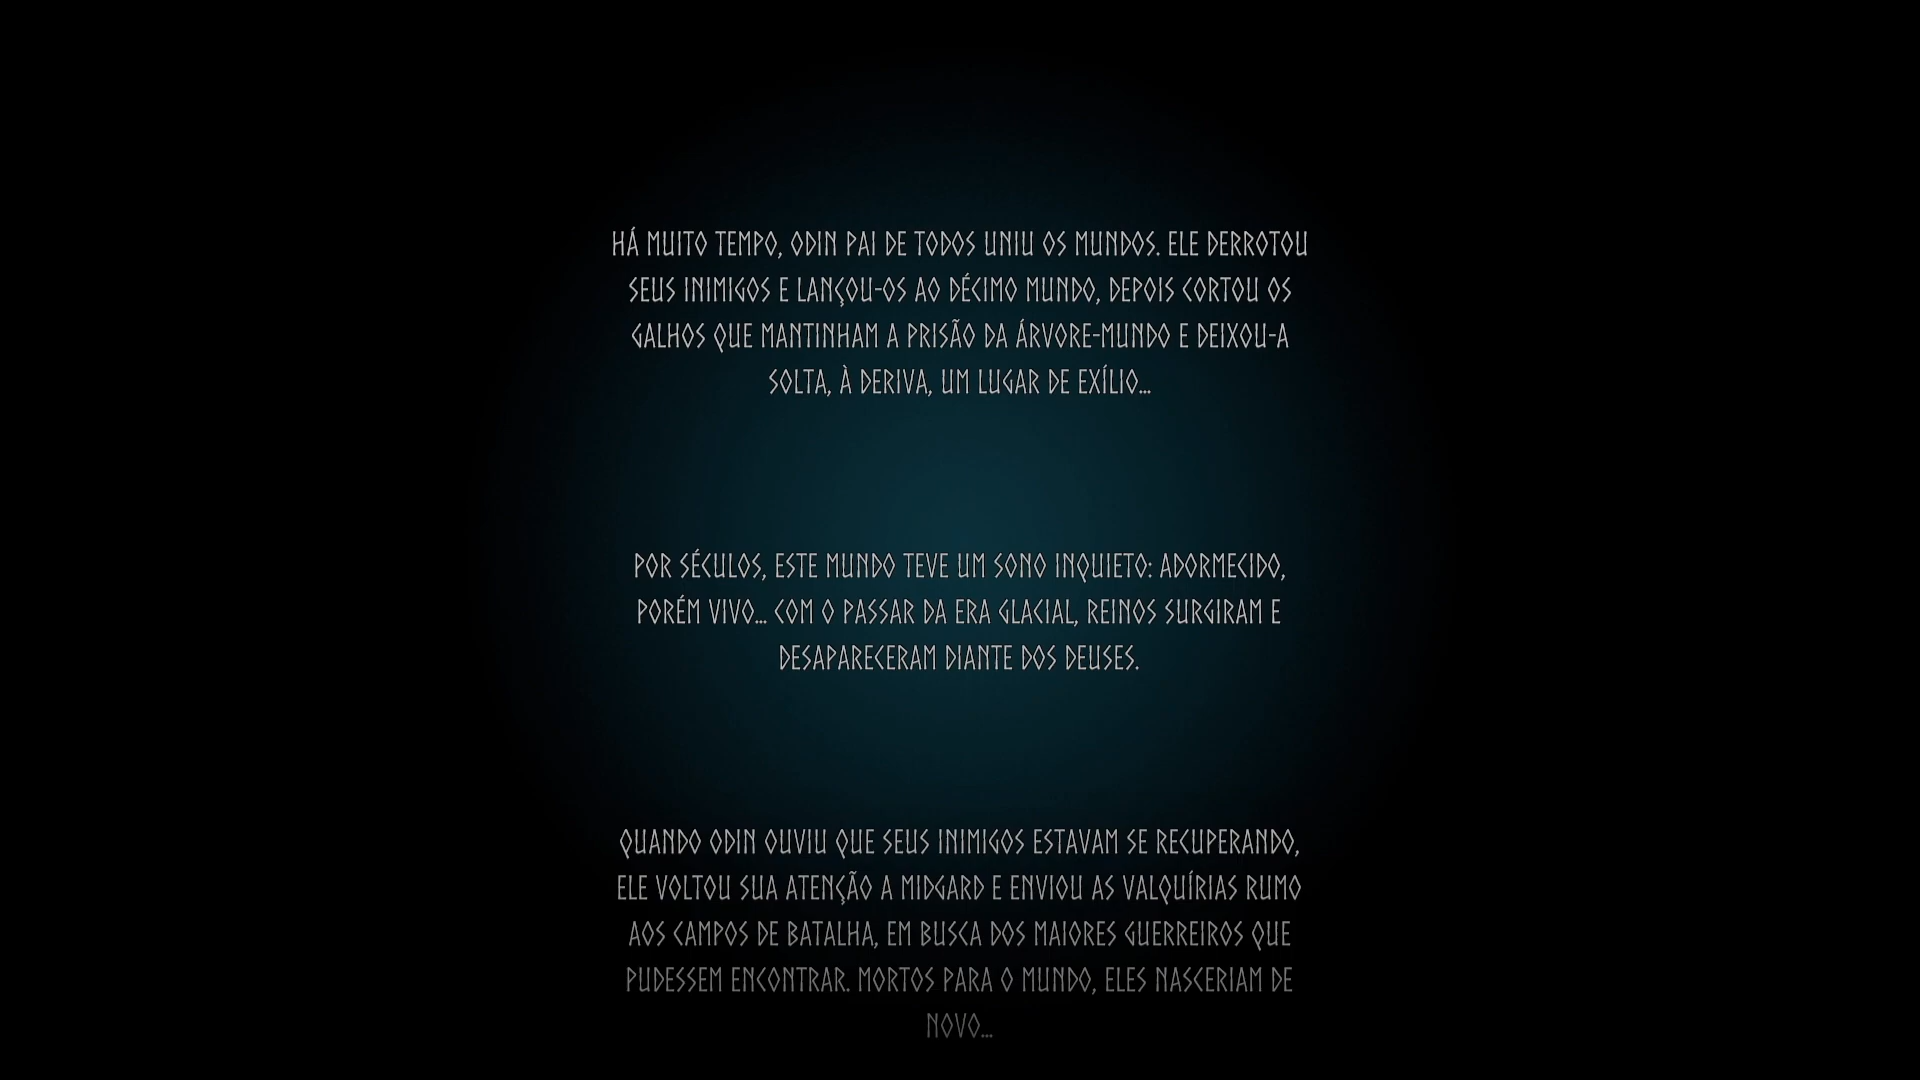 HÁ MUITO TEMPO, ODIN PAI DE TODOS UNIU OS MUNDOS. ELE DERROTOU
SEUS INIMIGOS E LANÇOU-OS AO DÉCIMO MUNDO, DEPOIS CORTOU OS
GALHOS QUE MANTINHAM A PRISÃO DA ÁRVORE-MUNDO E DEIXOU-A
SOLTA, À DERIVA, UM LUGAR DE EXÍLIO...
POR SÉCULOS, ESTE MUNDO TEVE UM SONO INQUIETO: ADORMECIDO,
PORÉM VIVO... COM O PASSAR DA ERA GLACIAL, REINOS SURGIRAM E
DESAPARECERAM DIANTE DOS DEUSES.
QUANDO ODIN OUVIU QUE SEUS INIMIGOS ESTAVAM SE RECUPERANDO,
ELE VOLTOU SUA ATENÇÃO A MIDGARD E ENVIOU AS VALQUÍRIAS RUMO
AOS CAMPOS DE BATALHA, EM BUSCA DOS MAIORES GUERREIROS QUE
PUDESSEM ENCONTRAR. MORTOS PARA O MUNDO, ELES NASCERIAM DE
NOVO...